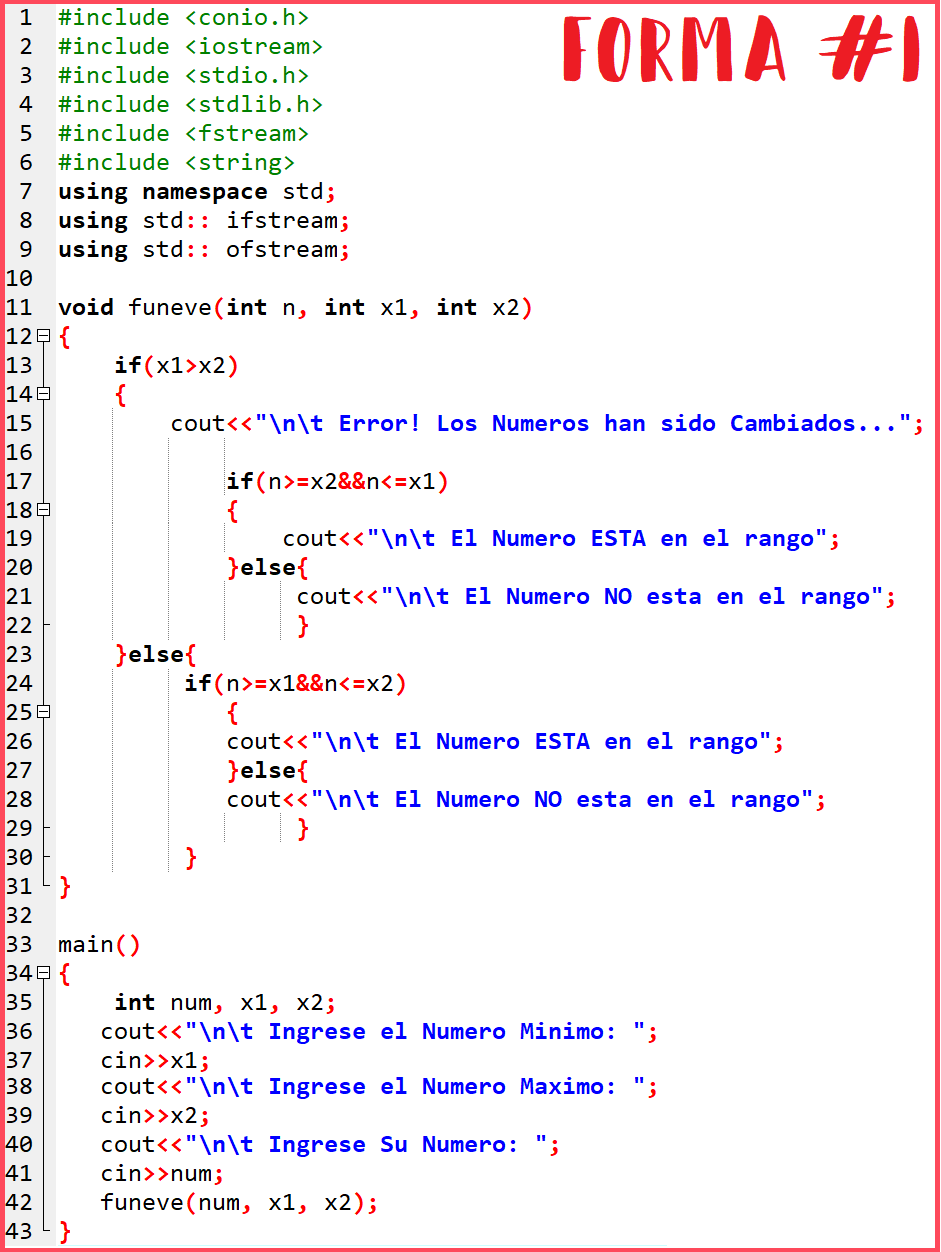 FORMA #1
1 #include <conio.h>
2 #include <iostream>
3 #include <stdio.h>
4 #include <stdlib.h>
5 #include <fstream>
6 #include <string>
7 using namespace std;
8 using std:: ifstream;
9 using std:: ofstream;
10
11 void funeve(int n, int x1, int x2)
12 {
13     if(x1>x2)
14     {
15         cout<<"\n\t Error! Los Numeros han sido Cambiados...";
16
17             if(n>=x2&&n<=x1)
18             {
19                 cout<<"\n\t El Numero ESTA en el rango";
20             }else{
21                  cout<<"\n\t El Numero NO esta en el rango";
22                  }
23     }else{
24          if(n>=x1&&n<=x2)
25             {
26             cout<<"\n\t El Numero ESTA en el rango";
27             }else{
28             cout<<"\n\t El Numero NO esta en el rango";
29                  }
30          }
31 }
32
33 main()
34 {
35     int num, x1, x2;
36    cout<<"\n\t Ingrese el Numero Minimo: ";
37    cin>>x1;
38    cout<<"\n\t Ingrese el Numero Maximo: ";
39    cin>>x2;
40    cout<<"\n\t Ingrese Su Numero: ";
41    cin>>num;
42    funeve(num, x1, x2);
43 }